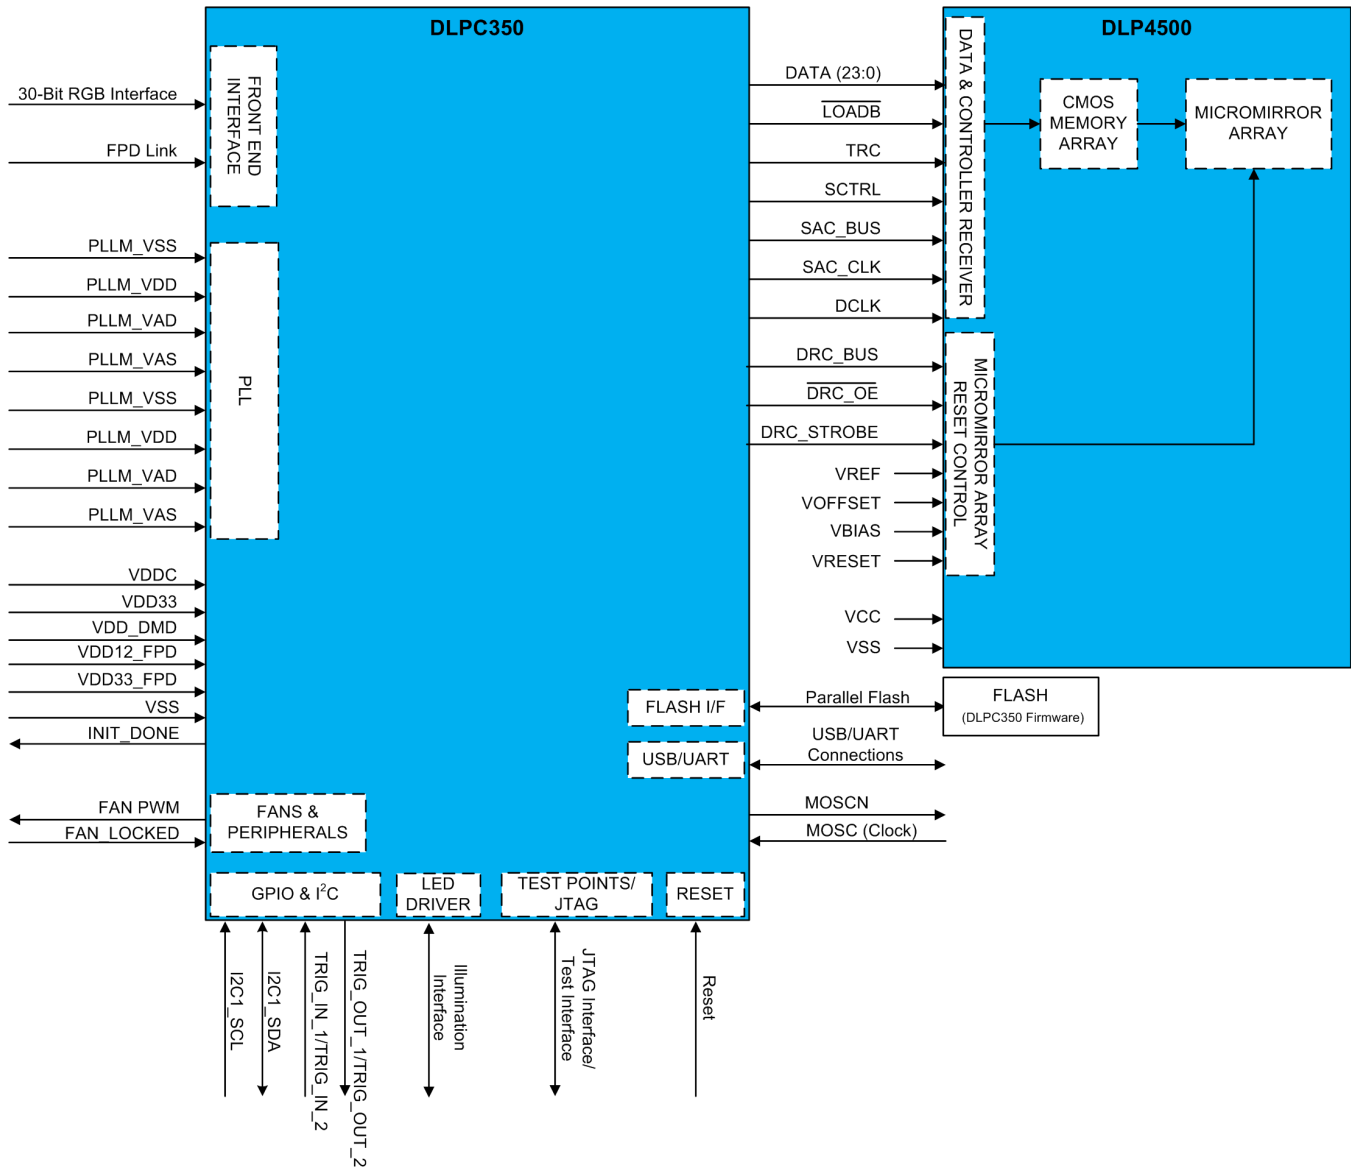 DLPC350
DLP4500
FRONT END
INTERFACE
30-Bit RGB Interface
FPD Link
PLL
PLLM_VSS
PLLM_VDD
PLLM_VAD
PLLM_VAS
PLLM_VSS
PLLM_VDD
PLLM_VAD
PLLM_VAS
VDDC
VDD33
VDD_DMD
VDD12_FPD
VDD33_FPD
VSS
INIT_DONE
FAN PWM
FAN_LOCKED
FANS &
PERIPHERALS
GPIO & I²C
LED
DRIVER
TEST POINTS/
JTAG
RESET
FLASH I/F
USB/UART
I2C1_SCL
I2C1_SDA
TRIG_IN_1/TRIG_IN_2
TRIG_OUT_1/TRIG_OUT_2
Illumination
Interface
JTAG Interface/
Test Interface
Reset
DATA (23:0)
LOADB
TRC
SCTRL
SAC_BUS
SAC_CLK
DCLK
DRC_BUS
DRC_OE
DRC_STROBE
VREF
VOFFSET
VBIAS
VRESET
VCC
VSS
Parallel Flash
USB/UART
Connections
MOSCN
MOSC (Clock)
DATA & CONTROLLER RECEIVER
CMOS
MEMORY
ARRAY
MICROMIRROR
ARRAY
MICROMIRROR ARRAY
RESET CONTROL
FLASH
(DLPC350 Firmware)